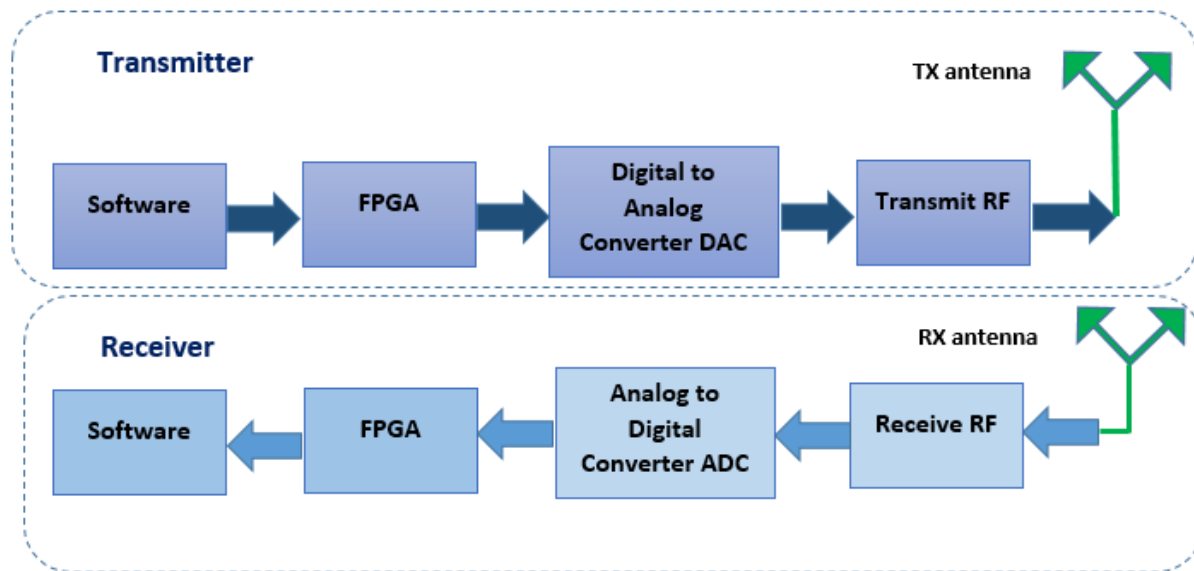 Transmitter
TX antenna
Software
FPGA
Digital to
Analog
Converter DAC
Transmit RF
Receiver
RX antenna
Software
FPGA
Analog to
Digital
Converter ADC
Receive RF